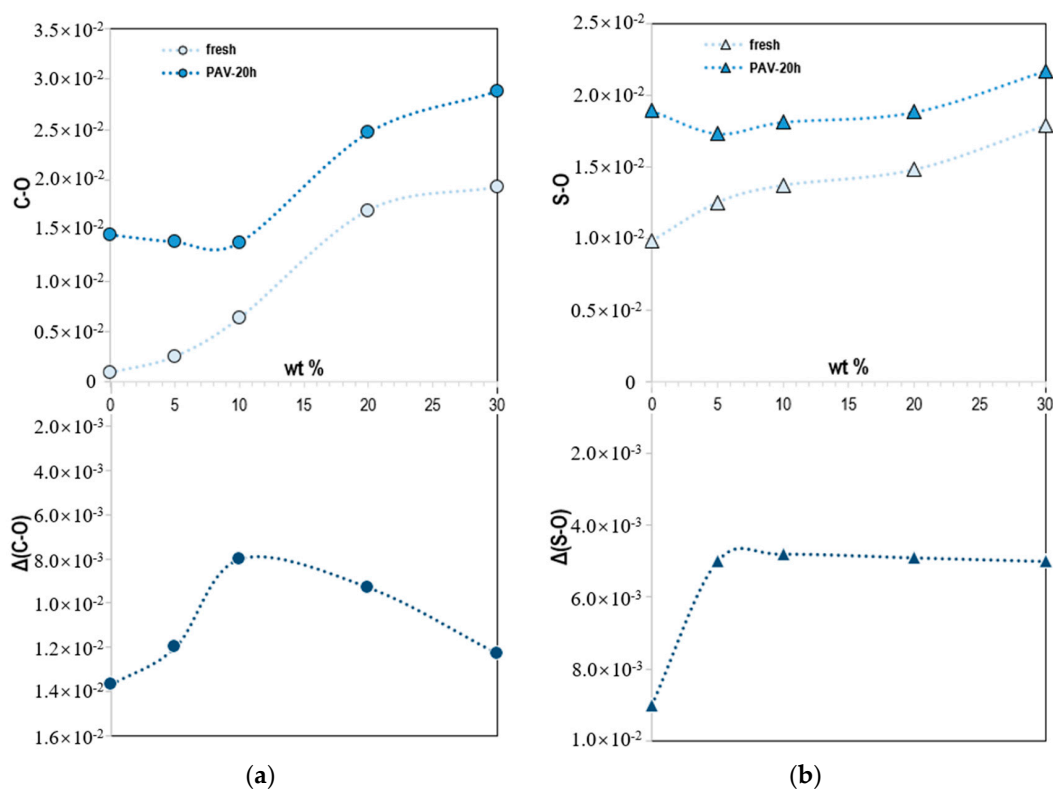 3.5×10⁻²
3.0×10⁻²
2.5×10⁻²
2.0×10⁻²
1.5×10⁻²
1.0×10⁻²
0.5×10⁻²
0
C-O
fresh
PAV-20h
wt %
0 5 10 15 20 25 30
2.0×10⁻³
4.0×10⁻³
6.0×10⁻³
8.0×10⁻³
1.0×10⁻²
1.2×10⁻²
1.4×10⁻²
1.6×10⁻²
Δ(C-O)
(a)
2.5×10⁻²
2.0×10⁻²
1.5×10⁻²
1.0×10⁻²
0.5×10⁻²
0
S-O
fresh
PAV-20h
wt %
0 5 10 15 20 25 30
2.0×10⁻³
4.0×10⁻³
6.0×10⁻³
8.0×10⁻³
1.0×10⁻²
Δ(S-O)
(b)